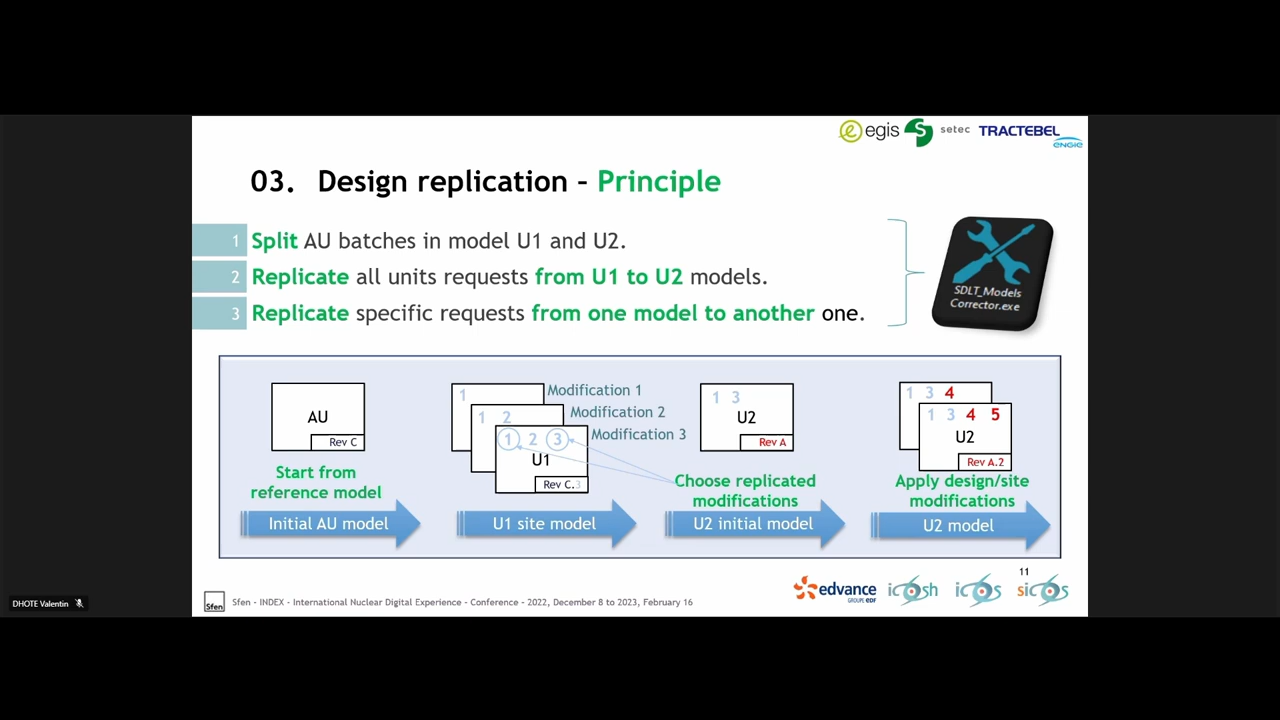 egis setec TRACTEBEL
ENGIE
03. Design replication – Principle
1 Split AU batches in model U1 and U2.
2 Replicate all units requests from U1 to U2 models.
3 Replicate specific requests from one model to another one.
SDLT_Models
Corrector.exe
AU
Rev C
Start from
reference model
Initial AU model
1
Modification 1
1 2
Modification 2
1 2 3
Modification 3
U1
Rev C.3
U1 site model
1 3
U2
Rev A
Choose replicated
modifications
U2 initial model
1 3 4
1 3 4 5
U2
Rev A.2
Apply design/site
modifications
U2 model
11
DHOTE Valentin
Sfen
Sfen - INDEX - International Nuclear Digital Experience - Conference - 2022, December 8 to 2023, February 16
edvance
GROUPE EDF
icosh icos sicos